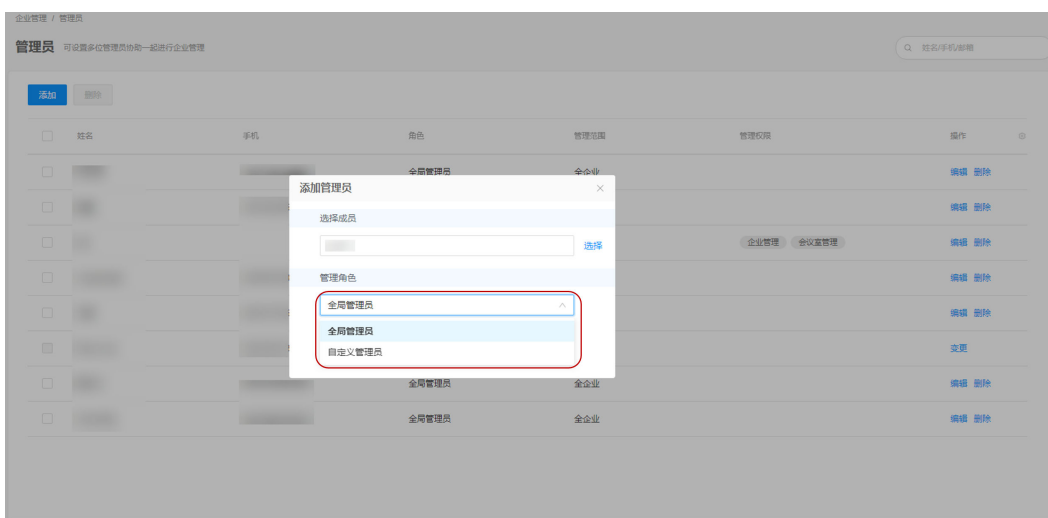 企业管理 / 管理员
管理员 可设置多位管理员协助一起进行企业管理
姓名/手机/邮箱
添加 删除
姓名 手机 角色 管理范围 管理权限 操作
全局管理员 全企业 编辑 删除
添加管理员
编辑 删除
选择成员
企业管理 会议室管理 编辑 删除
选择
管理角色
编辑 删除
全局管理员
编辑 删除
全局管理员
自定义管理员
变更
全局管理员 全企业 编辑 删除
全局管理员 全企业 编辑 删除